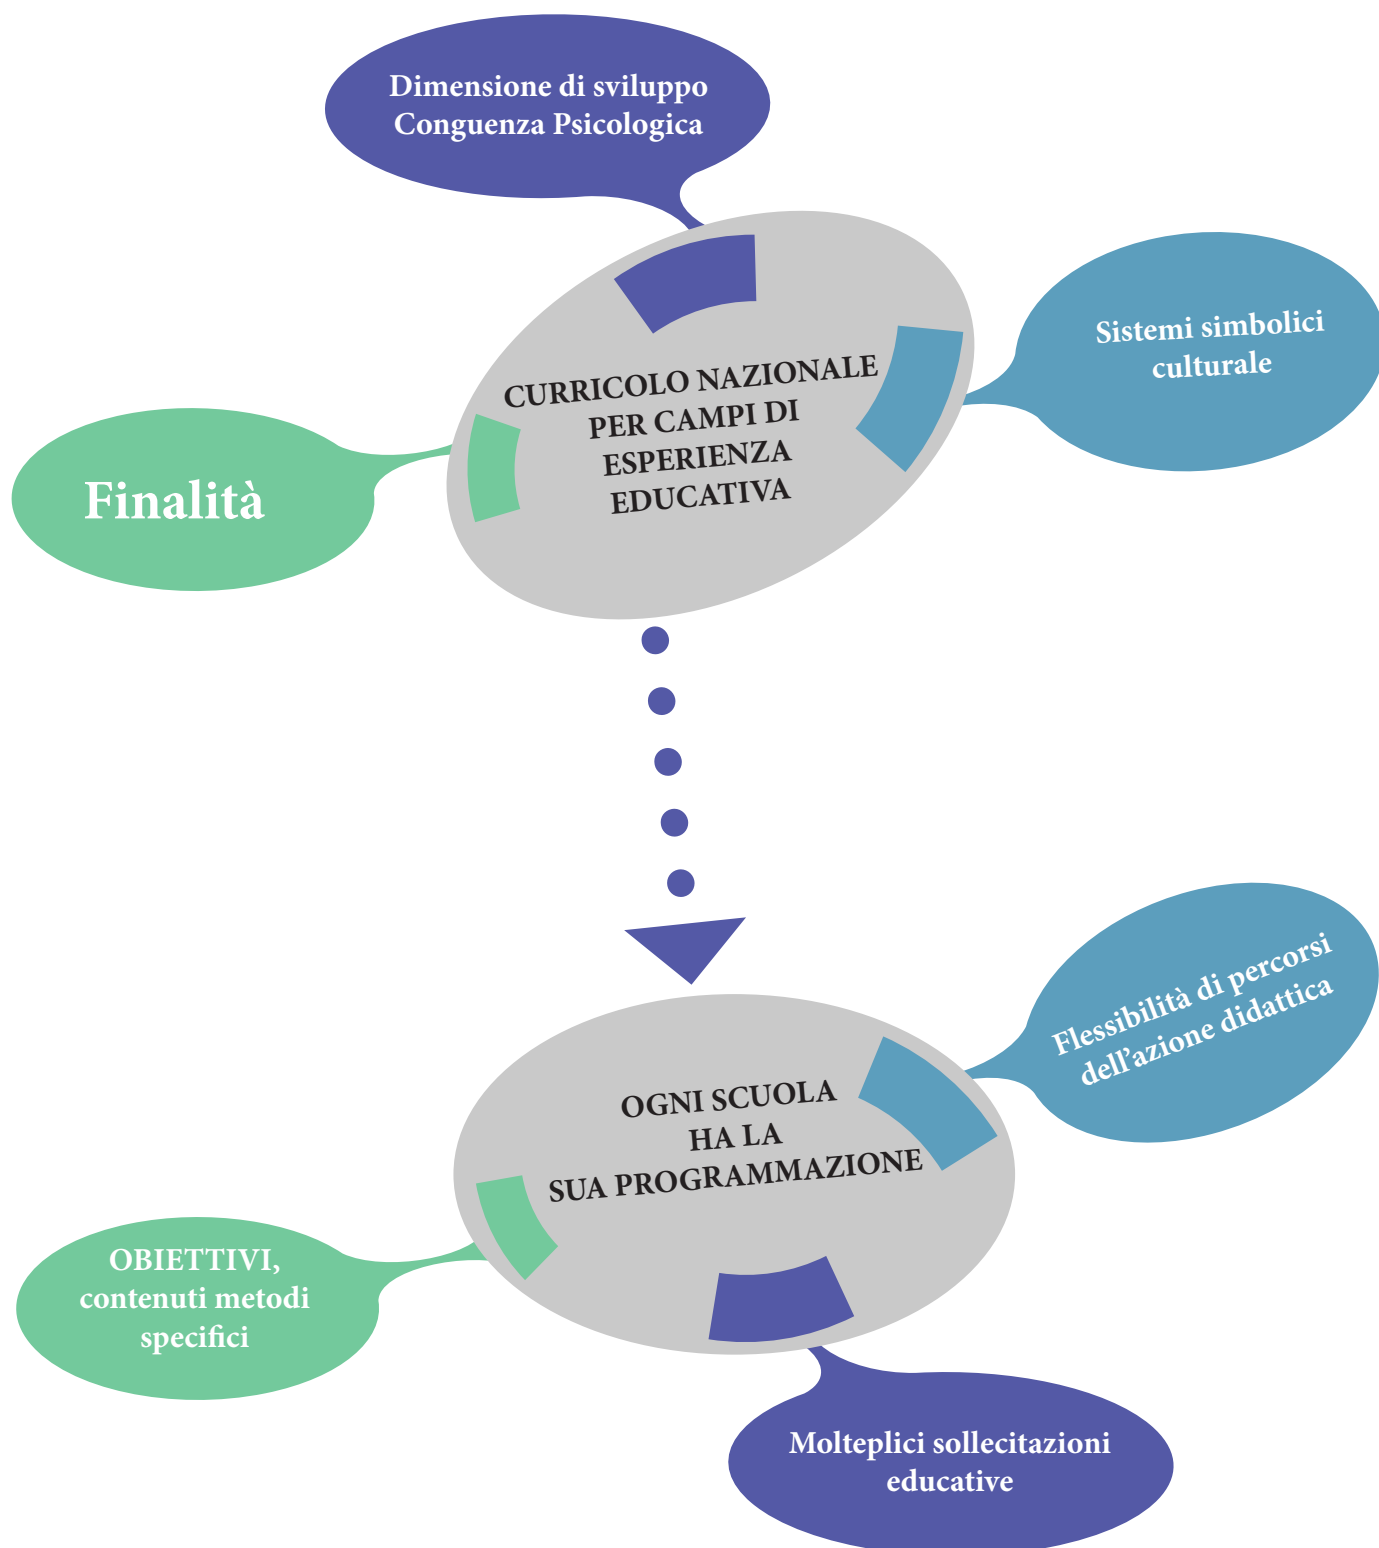 Dimensione di sviluppo
Conguenza Psicologica
Sistemi simbolici
culturale
CURRICOLO NAZIONALE
PER CAMPI DI
ESPERIENZA
EDUCATIVA
Finalità
Flessibilità di percorsi
dell’azione didattica
OGNI SCUOLA
HA LA
SUA PROGRAMMAZIONE
OBIETTIVI,
contenuti metodi
specifici
Molteplici sollecitazioni
educative